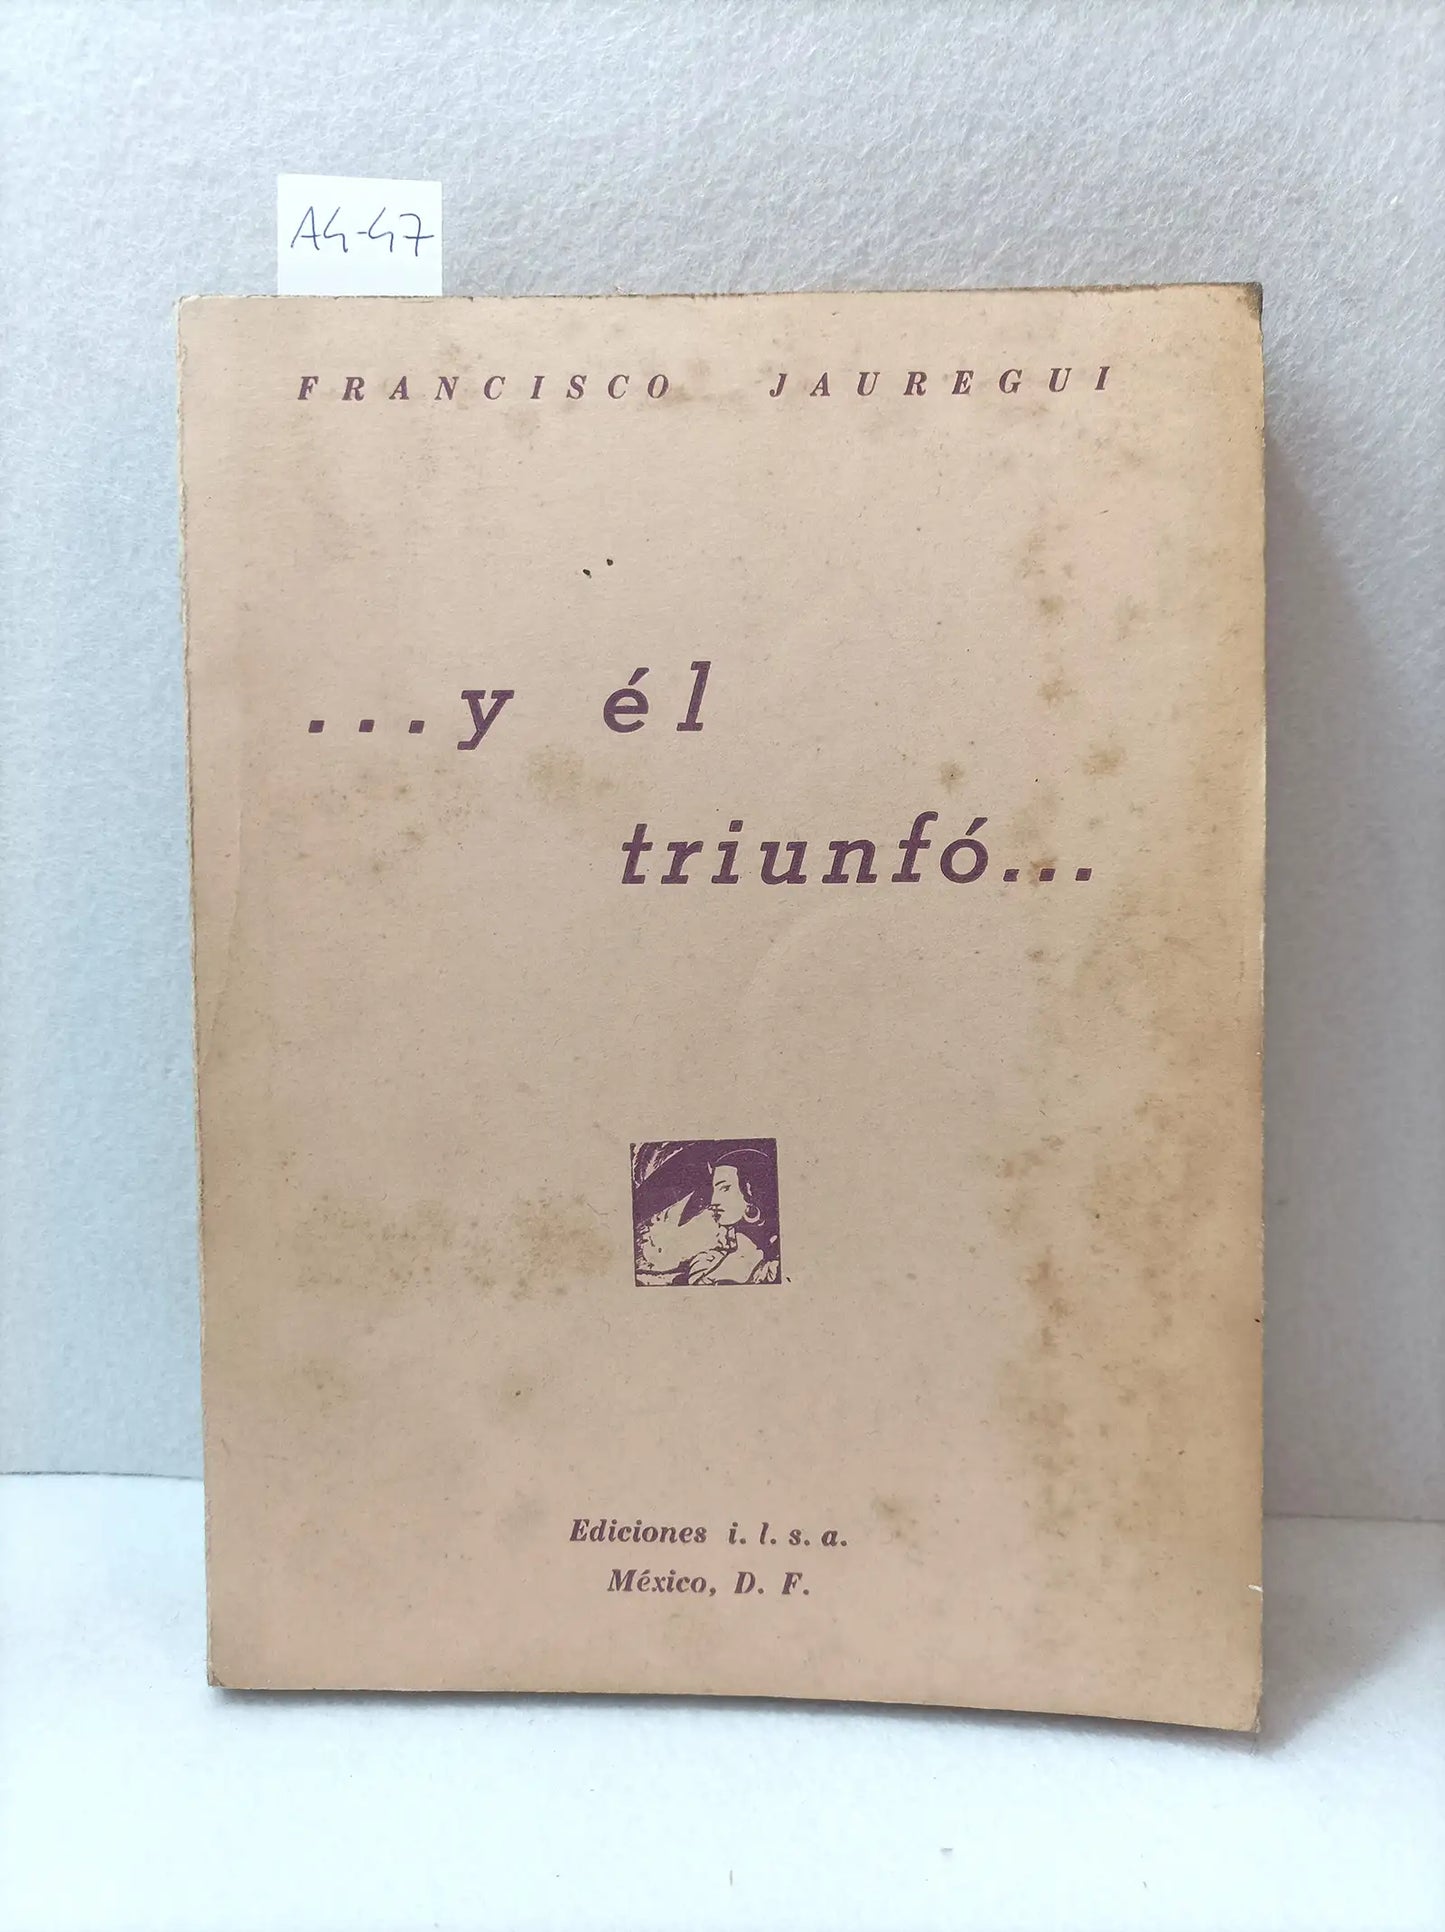 A4-47
FRANCISCO JAUREGUI
...y él
triunfó...
Ediciones i. l. s. a.
México, D. F.